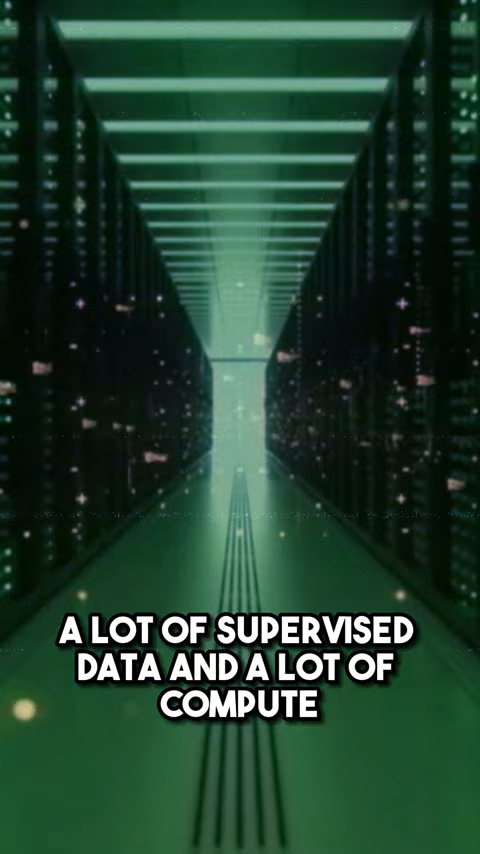 A LOT OF SUPERVISED
DATA AND A LOT OF
COMPUTE